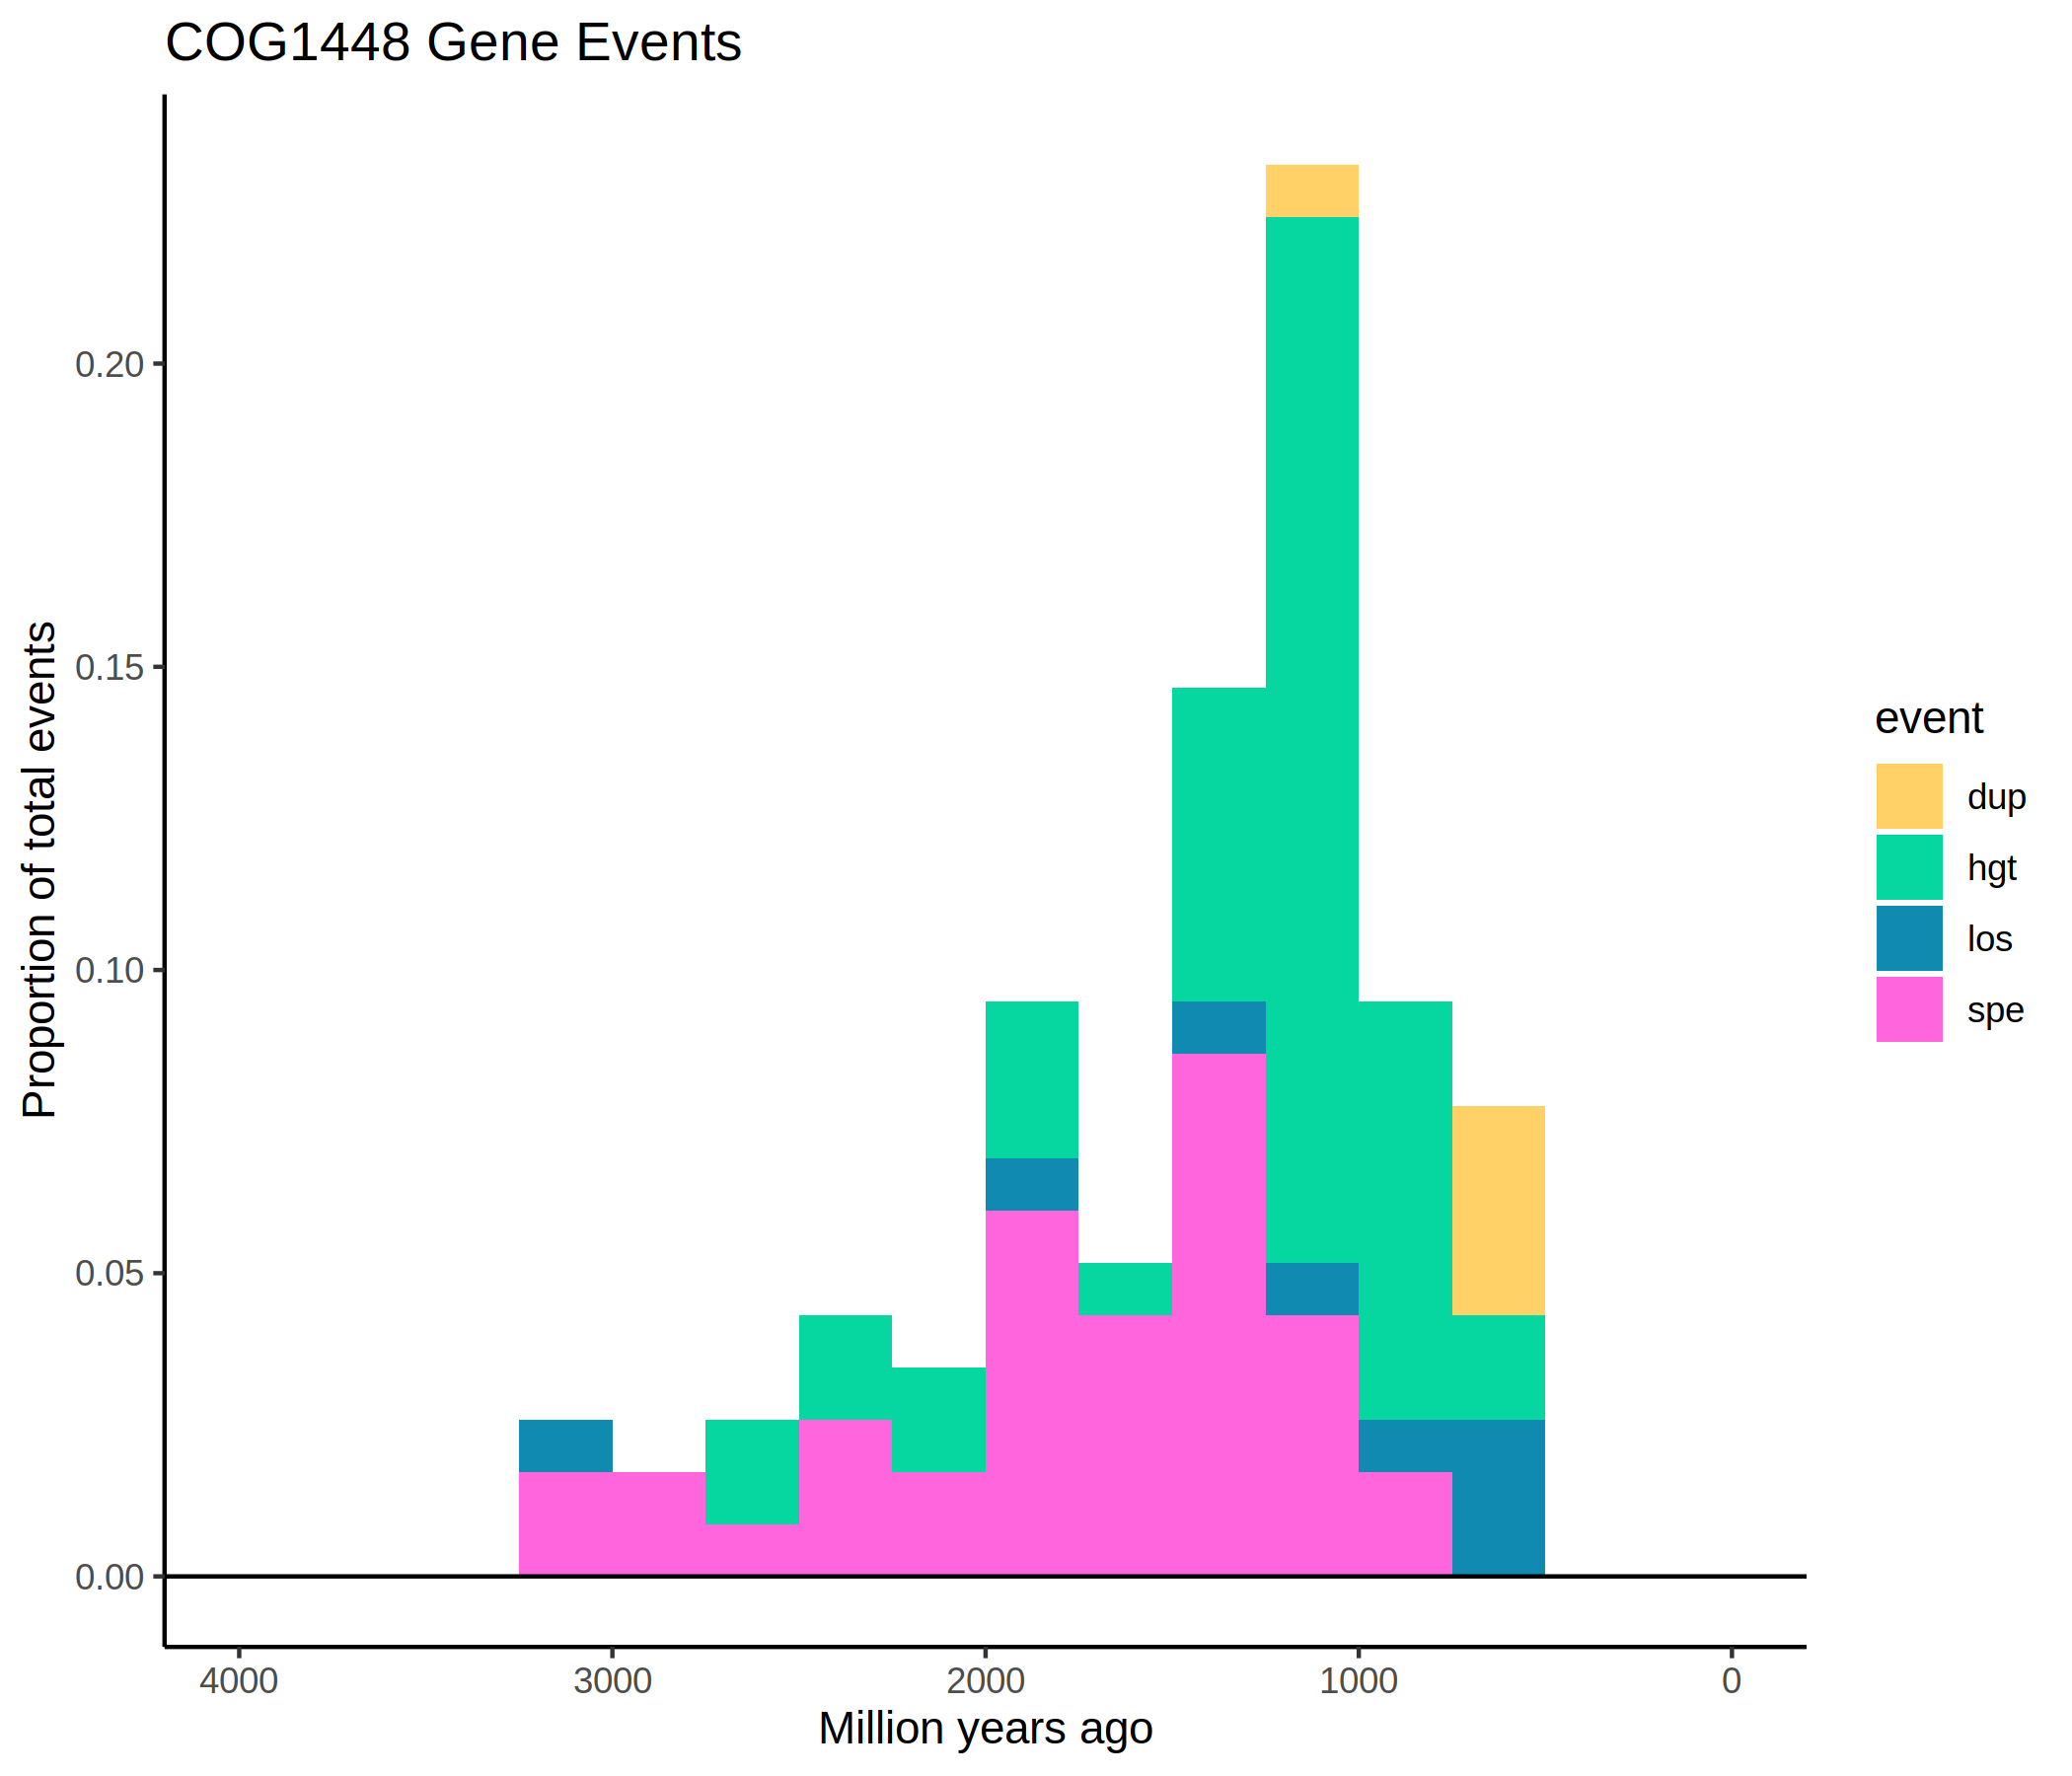 COG1448 Gene Events
Proportion of total events
0.20
0.15
0.10
0.05
0.00
4000 3000 2000 1000 0
Million years ago
event
dup
hgt
los
spe